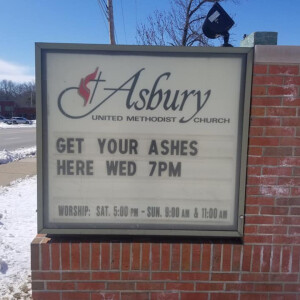 Asbury
UNITED METHODIST CHURCH
GET YOUR ASHES
HERE WED 7PM
WORSHIP: SAT. 5:00 PM - SUN. 9:00 AM & 11:00 AM